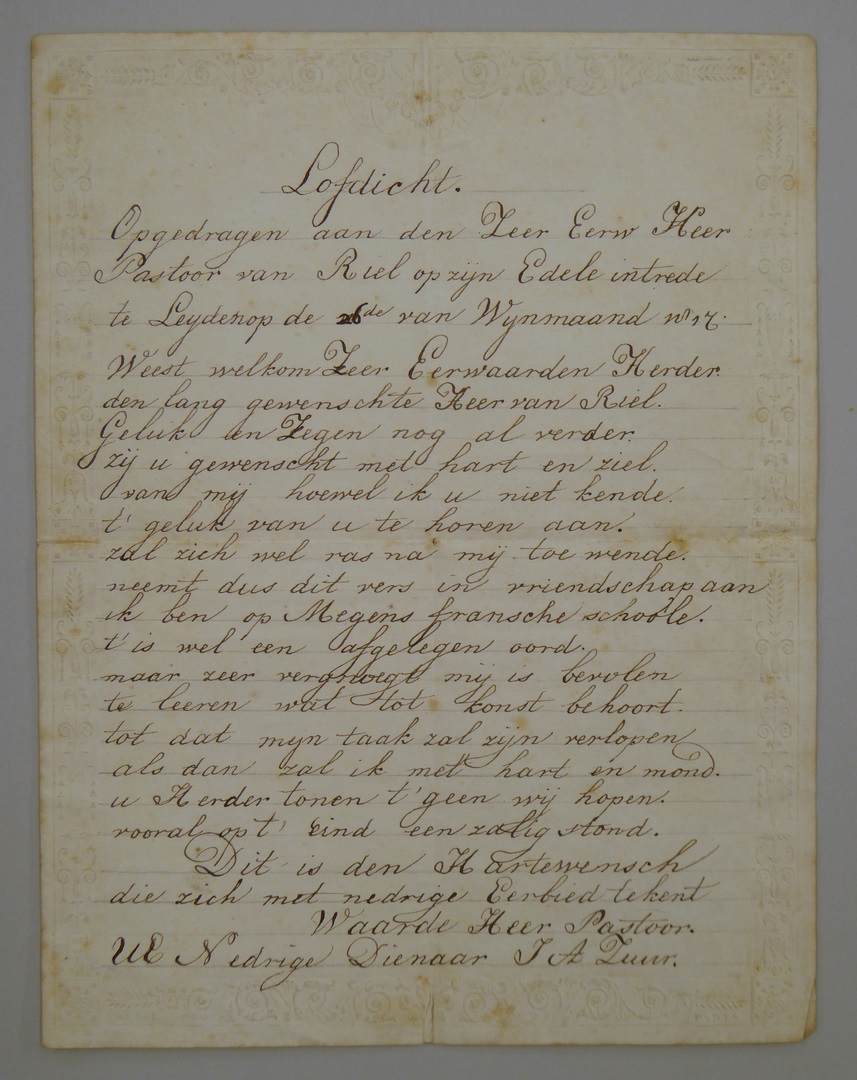 Lofdicht.
Opgedragen aan den Zeer Eerw Heer
Pastoor van Riel op zijn Edele intrede
te Leyden op de 26de van Wynmaand
Weest welkom Zeer Eerwaarden Herder.
den lang gewenschte Heer van Riel.
Geluk en Zegen nog al verder.
zij u gewenscht met hart en ziel.
van mij hoewel ik u niet kende.
t' geluk van u te horen aan.
zal zich wel ras na mij toe wende.
neemt dus dit vers in vriendschap aan
ik ben op Megens fransche schoole.
t' is wel een afgelegen oord.
maar zeer vergnoegt mij is bevolen
te leeren wat tot konst behoort.
tot dat mijn taak zal zijn verlopen
als dan zal ik met hart en mond.
u Herder tonen t'geen wij hopen.
vooral op t' eind een zalig stond.
Dit is den Hartewensch
die zich met nedrige Eerbied tekent
Waarde Heer Pastoor.
UE Nedrige Dienaar J A Zuur.